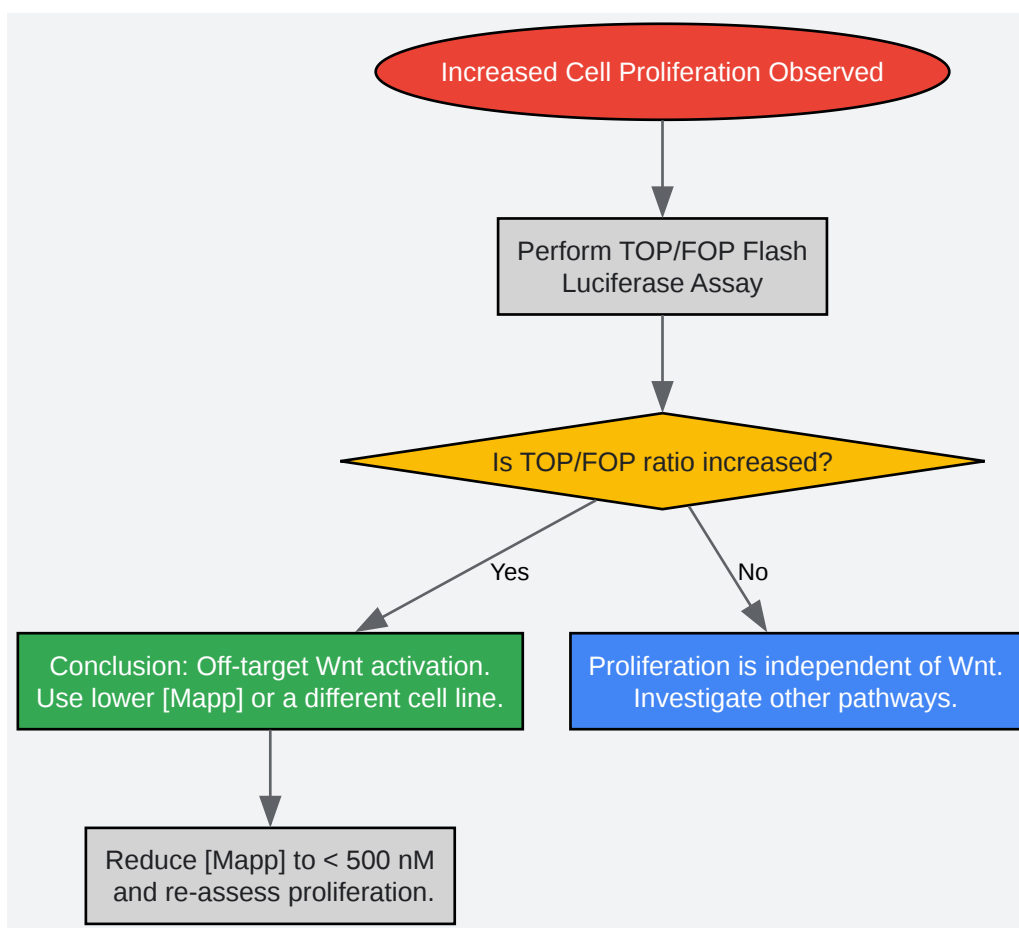 Increased Cell Proliferation Observed
Perform TOP/FOP Flash
Luciferase Assay
Is TOP/FOP ratio increased?
Yes
No
Conclusion: Off-target Wnt activation.
Use lower [Mapp] or a different cell line.
Proliferation is independent of Wnt.
Investigate other pathways.
Reduce [Mapp] to < 500 nM
and re-assess proliferation.